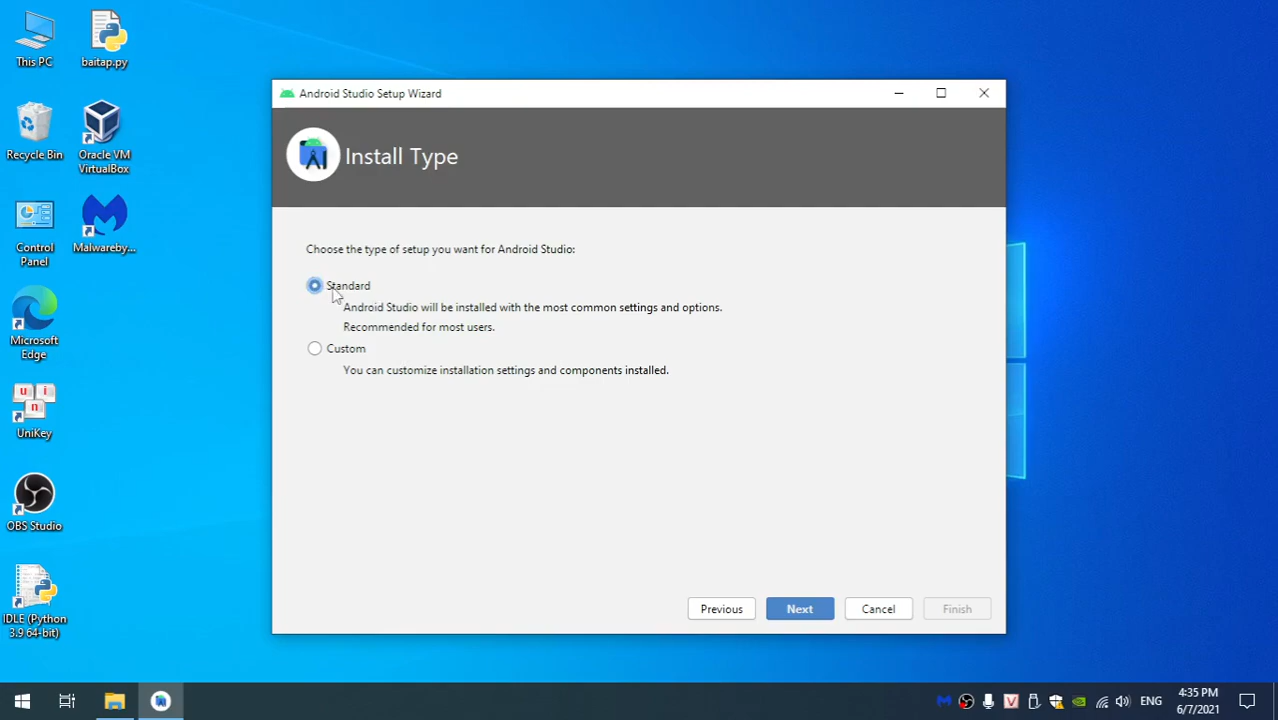 This PC
baitap.py
Recycle Bin
Oracle VM
VirtualBox
Control
Panel
Malwareby...
Microsoft
Edge
u i
n
UniKey
OBS Studio
IDLE (Python
3.9 64-bit)
Android Studio Setup Wizard
Install Type
Choose the type of setup you want for Android Studio:
Standard
Android Studio will be installed with the most common settings and options.
Recommended for most users.
Custom
You can customize installation settings and components installed.
Previous
Next
Cancel
Finish
V
ENG
4:35 PM
6/7/2021